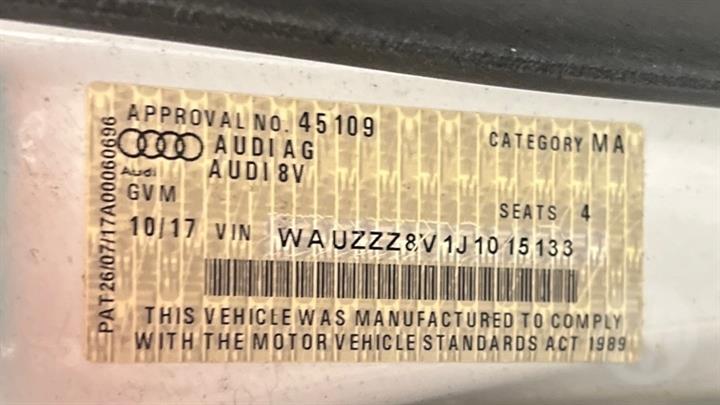 APPROVAL NO. 45109
CATEGORY MA
AUDI AG
Audi
AUDI 8V
GVM
SEATS 4
10/17 VIN WAUZZZ8V1J1015133
THIS VEHICLE WAS MANUFACTURED TO COMPLY
WITH THE MOTOR VEHICLE STANDARDS ACT 1989
PAT26/07/17A00060696